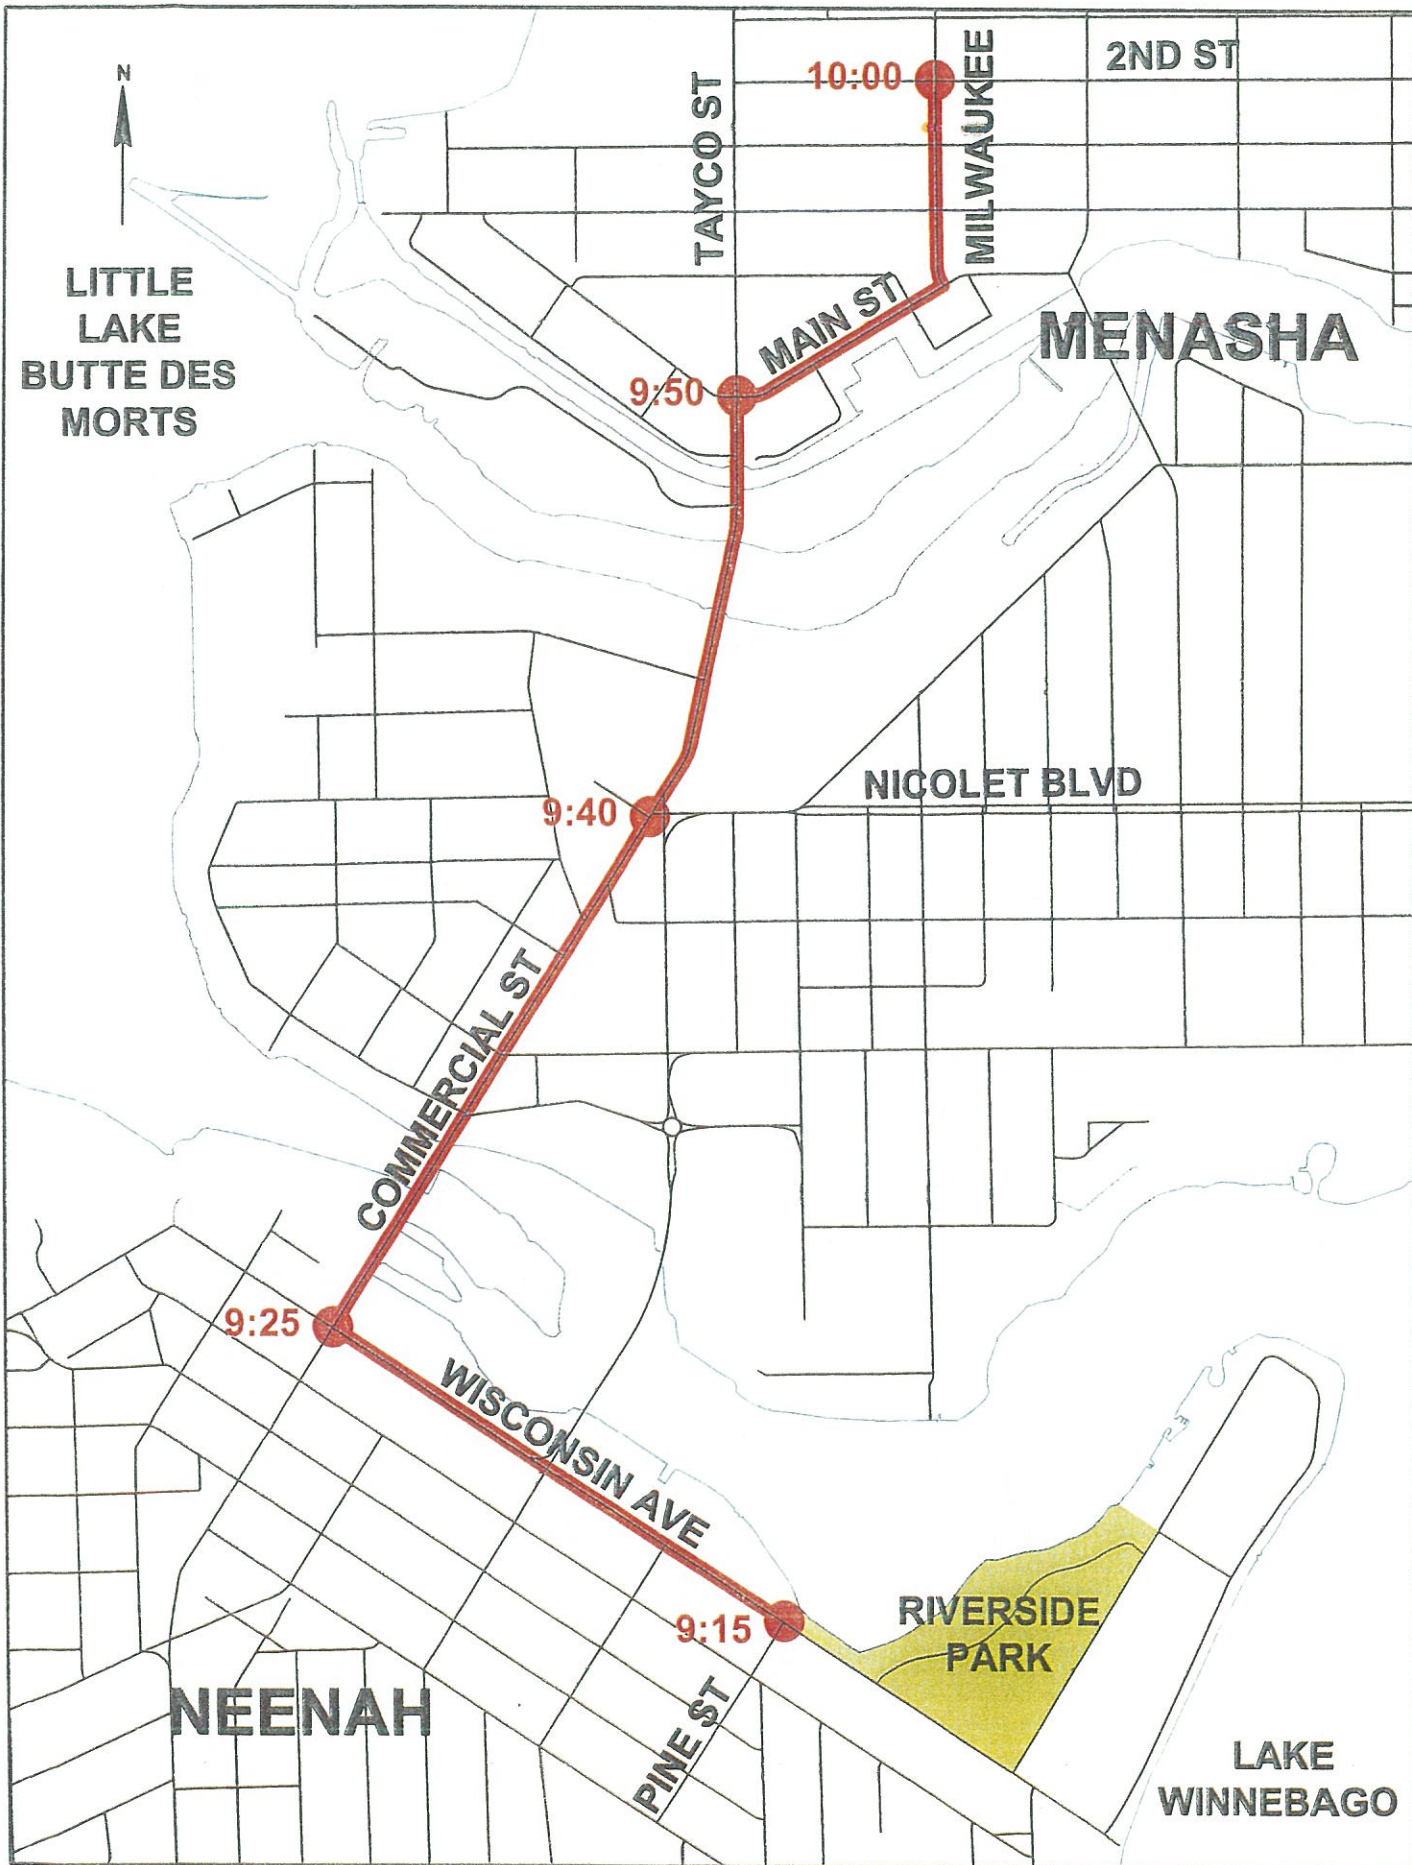 N
10:00
2ND ST
TAYCO ST
MILWAUKEE
LITTLE
LAKE
BUTTE DES
MORTS
MAIN ST
MENASHA
9:50
NICOLET BLVD
9:40
COMMERCIAL ST
9:25
WISCONSIN AVE
9:15
RIVERSIDE
PARK
NEENAH
PINE ST
LAKE
WINNEBAGO